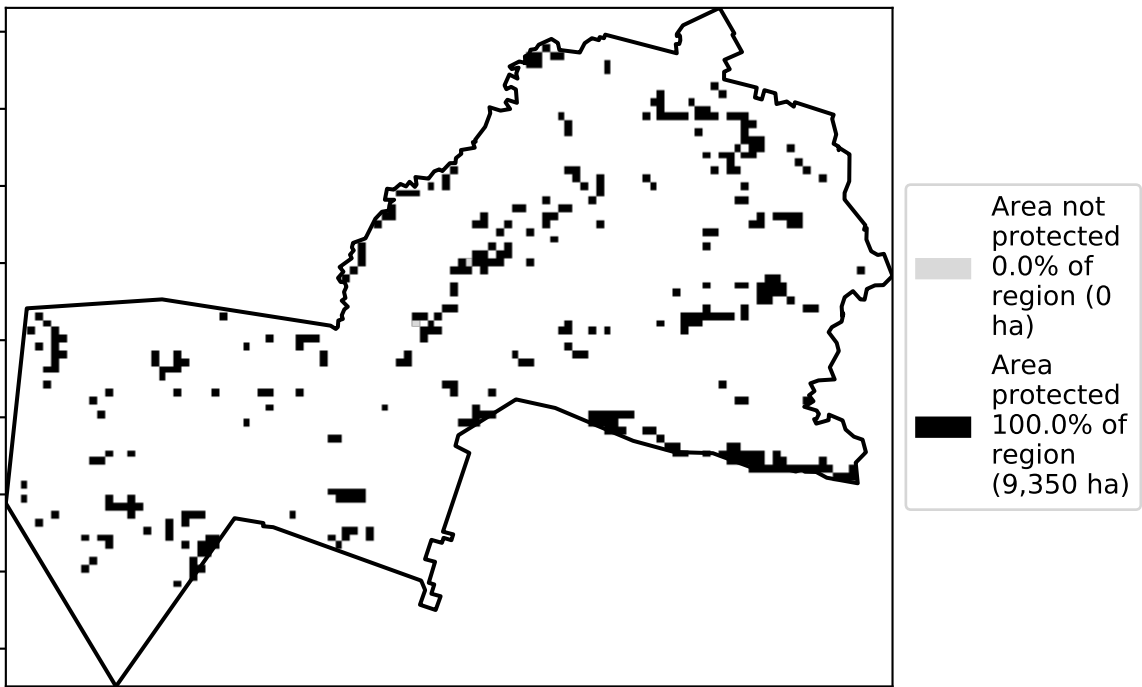 Area not
protected
0.0% of
region (0
ha)
Area
protected
100.0% of
region
(9,350 ha)